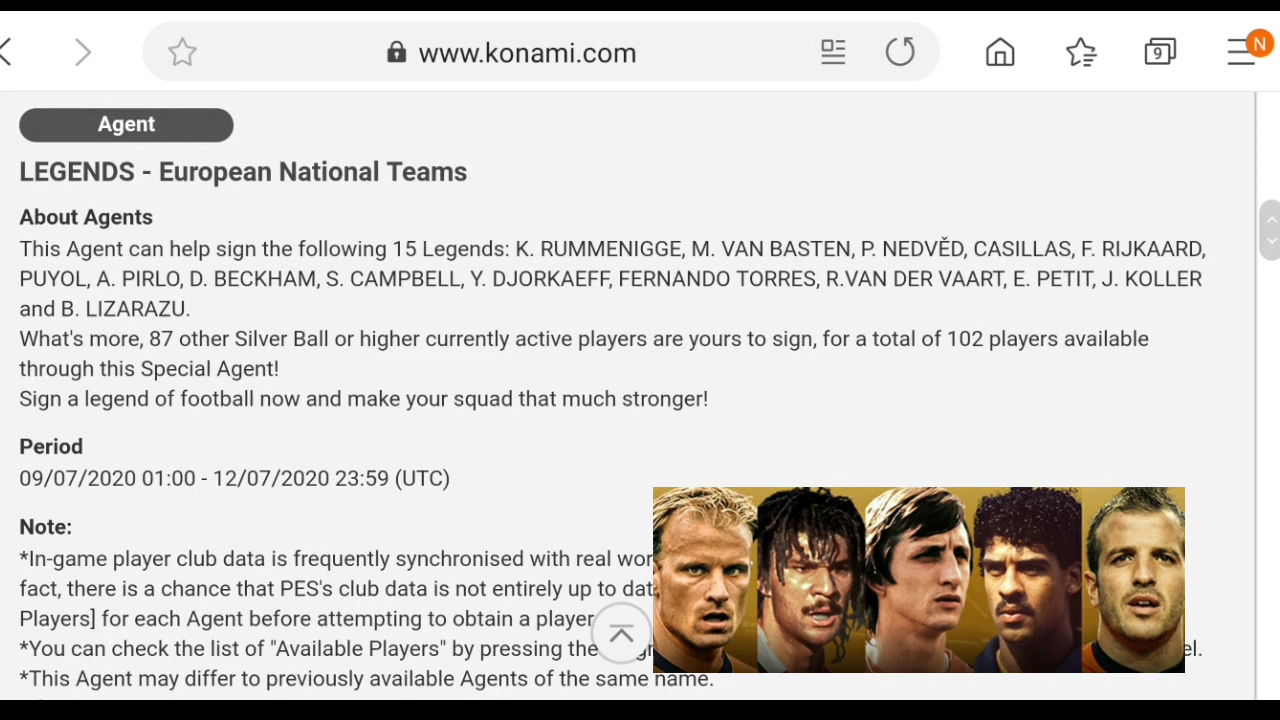 www.konami.com
9
N
Agent
LEGENDS - European National Teams
About Agents
This Agent can help sign the following 15 Legends: K. RUMMENIGGE, M. VAN BASTEN, P. NEDVĚD, CASILLAS, F. RIJKAARD,
PUYOL, A. PIRLO, D. BECKHAM, S. CAMPBELL, Y. DJORKAEFF, FERNANDO TORRES, R.VAN DER VAART, E. PETIT, J. KOLLER
and B. LIZARAZU.
What's more, 87 other Silver Ball or higher currently active players are yours to sign, for a total of 102 players available
through this Special Agent!
Sign a legend of football now and make your squad that much stronger!
Period
09/07/2020 01:00 - 12/07/2020 23:59 (UTC)
Note:
*In-game player club data is frequently synchronised with real
fact, there is a chance that PES's club data is not entirely up to
Players] for each Agent before attempting to obtain a player
*You can check the list of "Available Players" by pressing the
*This Agent may differ to previously available Agents of the same name.